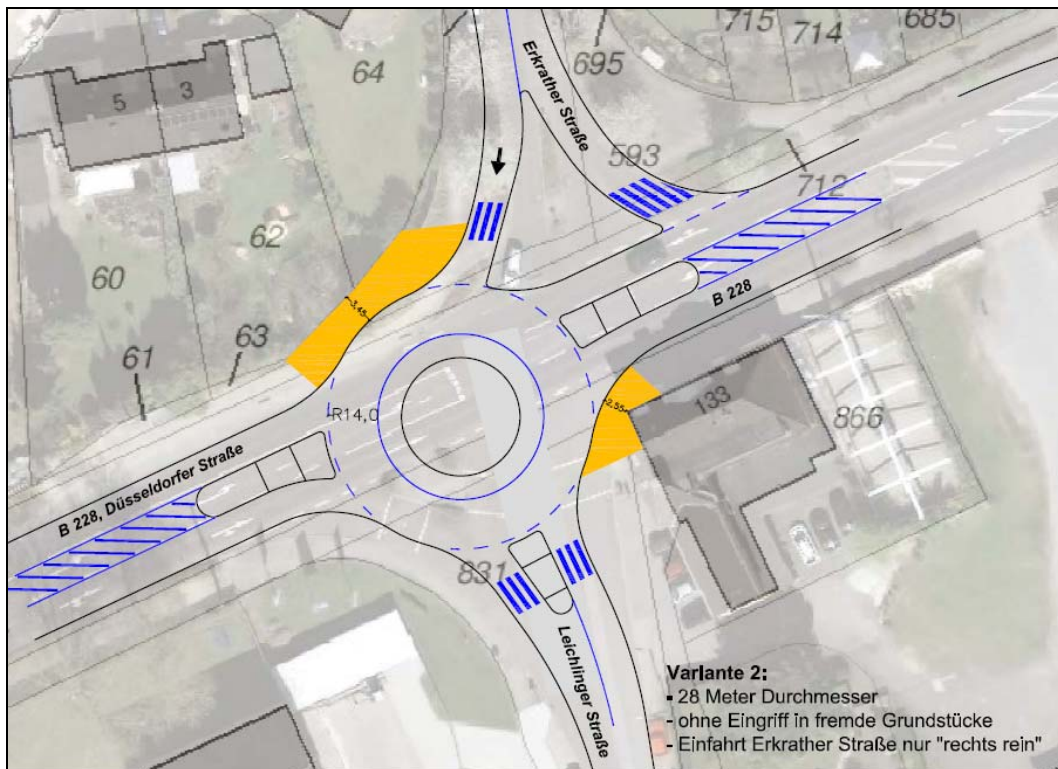 715
714
685
695
64
Erkrather Straße
5
3
593
712
62
60
3,45
B 228
63
61
133
866
R14,0
2,55
B 228, Düsseldorfer Straße
831
Leichlinger Straße
Variante 2:
- 28 Meter Durchmesser
- ohne Eingriff in fremde Grundstücke
- Einfahrt Erkrather Straße nur "rechts rein"